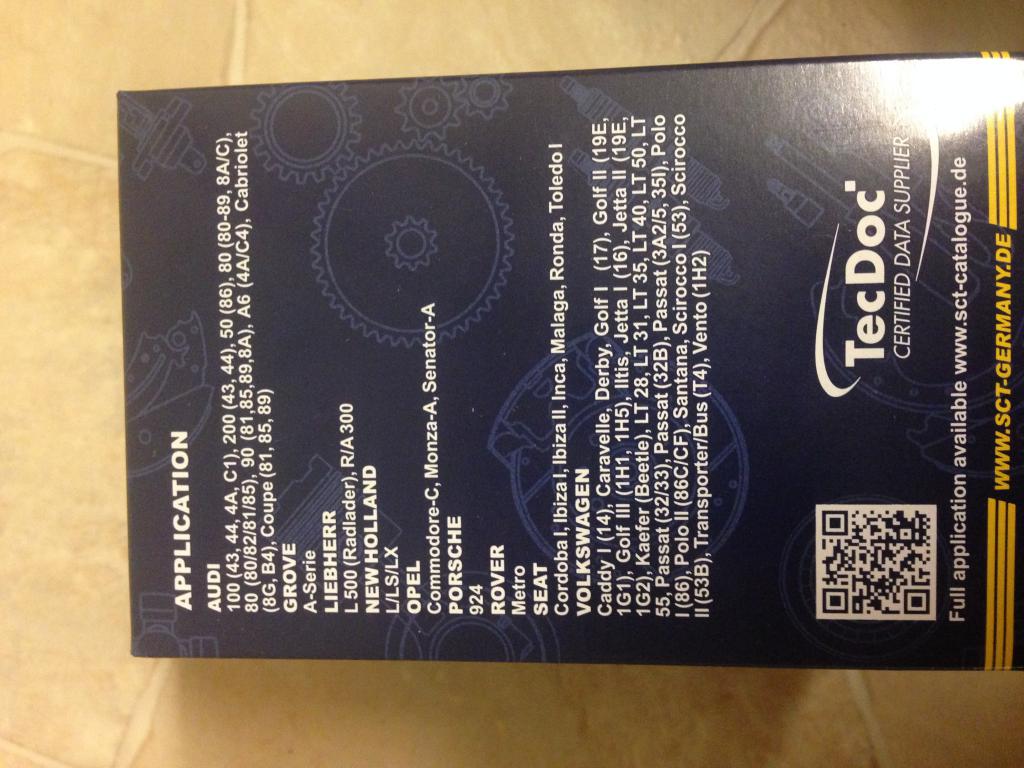 APPLICATION
AUDI
100 (43, 44, 4A, C1), 200 (43, 44), 50 (86), 80 (80-89, 8A/C),
80 (80/82/81/85), 90 (81,85,89,8A), A6 (4A/C4), Cabriolet
(8G, B4), Coupe (81, 85, 89)
GROVE
A-Serie
LIEBHERR
L 500 (Radlader), R/A 300
NEW HOLLAND
L/LS/LX
OPEL
Commodore-C, Monza-A, Senator-A
PORSCHE
924
ROVER
Metro
SEAT
Cordoba I, Ibiza I, Ibiza II, Inca, Malaga, Ronda, Toledo I
VOLKSWAGEN
Caddy I (14), Caravelle, Derby, Golf I (17), Golf II (19E,
1G1), Golf III (1H1, 1H5), Iltis, Jetta I (16), Jetta II (19E,
1G2), Kaefer (Beetle), LT 28, LT 31, LT 35, LT 40, LT 50, LT
55, Passat (32/33), Passat (32B), Passat (3A2/5, 35I), Polo
I (86), Polo II (86C/CF), Santana, Scirocco I (53), Scirocco
II (53B), Transporter/Bus (T4), Vento (1H2)
TecDoc
CERTIFIED DATA SUPPLIER
Full application available www.sct-catalogue.de
WWW.SCT-GERMANY.DE